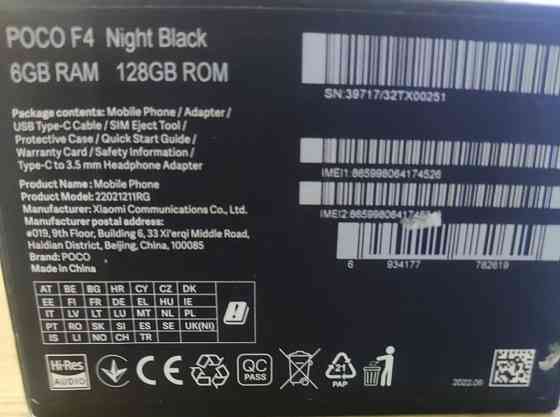 POCO F4 Night Black
6GB RAM 128GB ROM
Package contents: Mobile Phone / Adapter /
USB Type-C Cable / SIM Eject Tool /
Protective Case / Quick Start Guide /
Warranty Card / Safety Information /
Type-C to 3.5 mm Headphone Adapter
Product Name: Mobile Phone
Product Model: 22021211RG
Manufacturer: Xiaomi Communications Co., Ltd.
Manufacturer postal address:
#019, 9th Floor, Building 6, 33 Xi'erqi Middle Road,
Haidian District, Beijing, China, 100085
Brand: POCO
Made in China
SN:39717/32TX00251
IMEI1:865998064174526
IMEI2:8659980641745
6 934177 782619
AT BE BG HR CY CZ DK
EE FI FR DE EL HU IE
IT LV LT LU MT NL PL
PT RO SK SI ES SE UK(NI)
IS LI NO CH TR
Hi-Res
AUDIO
CE
QC
PASS
21
PAP
2022.06